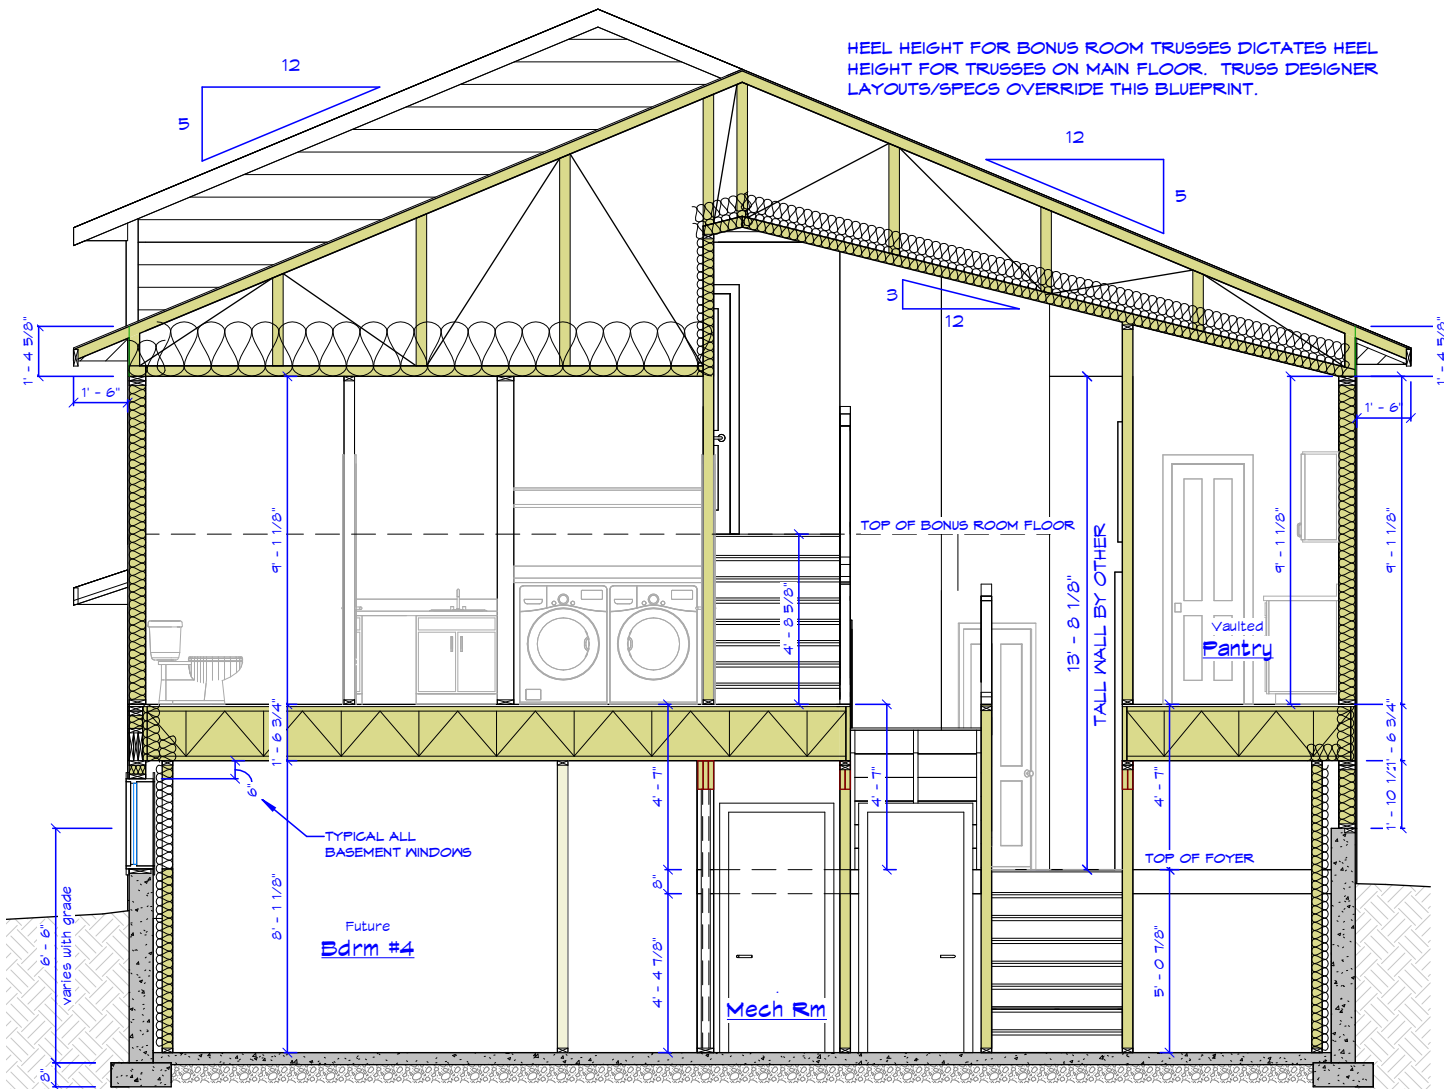 HEEL HEIGHT FOR BONUS ROOM TRUSSES DICTATES HEEL
HEIGHT FOR TRUSSES ON MAIN FLOOR. TRUSS DESIGNER
LAYOUTS/SPECS OVERRIDE THIS BLUEPRINT.
12
5
12
5
3
12
1' - 4 5/8"
1' - 6"
1' - 4 5/8"
1' - 6"
9' - 1 1/8"
TOP OF BONUS ROOM FLOOR
4' - 8 5/8"
13' - 8 1/8"
TALL WALL BY OTHER
9' - 1 1/8"
9' - 1 1/8"
Vaulted
Pantry
1' - 6 3/4"
1' - 6 3/4"
6"
4' - 7"
4' - 7"
4' - 7"
1' - 10 1/2"
TYPICAL ALL
BASEMENT WINDOWS
TOP OF FOYER
8"
6' - 6"
varies with grade
8' - 1 1/8"
Future
Bdrm #4
4' - 4 7/8"
Mech Rm
5' - 0 7/8"
8"